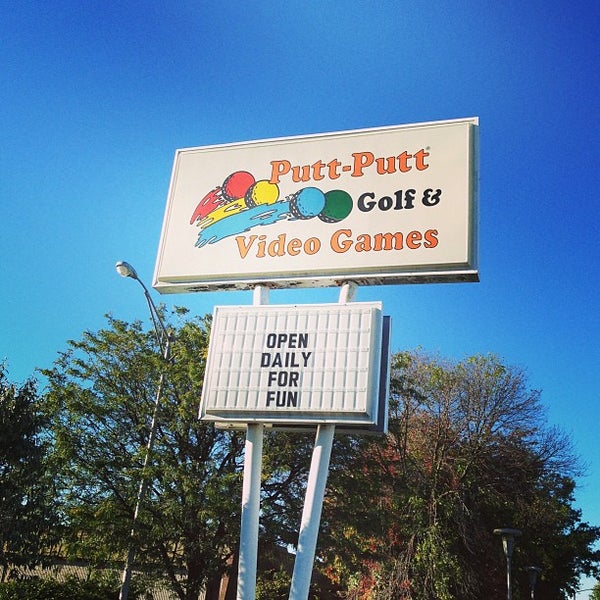 Putt-Putt®
Golf &
Video Games
OPEN
DAILY
FOR
FUN